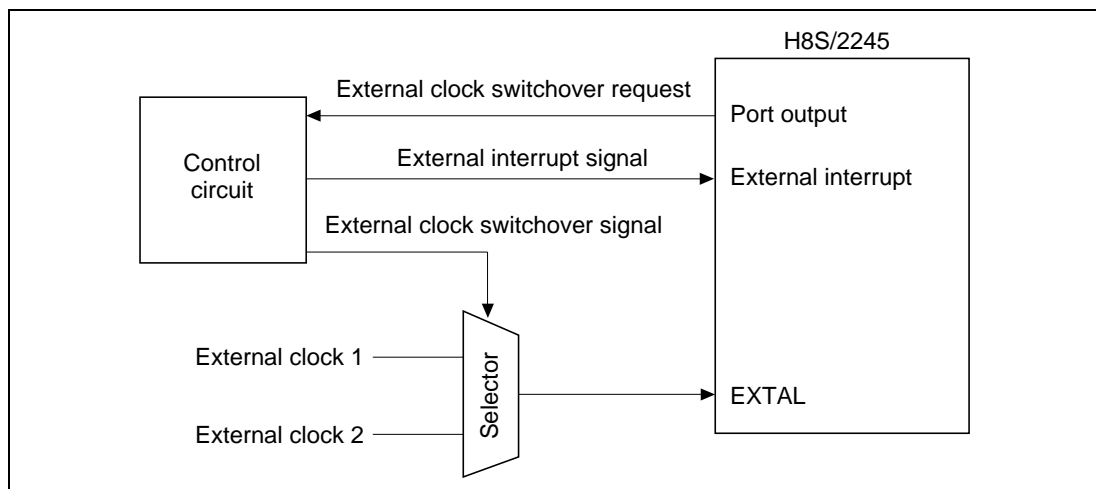 H8S/2245
External clock switchover request
Port output
Control
circuit
External interrupt signal
External interrupt
External clock switchover signal
External clock 1
Selector
EXTAL
External clock 2